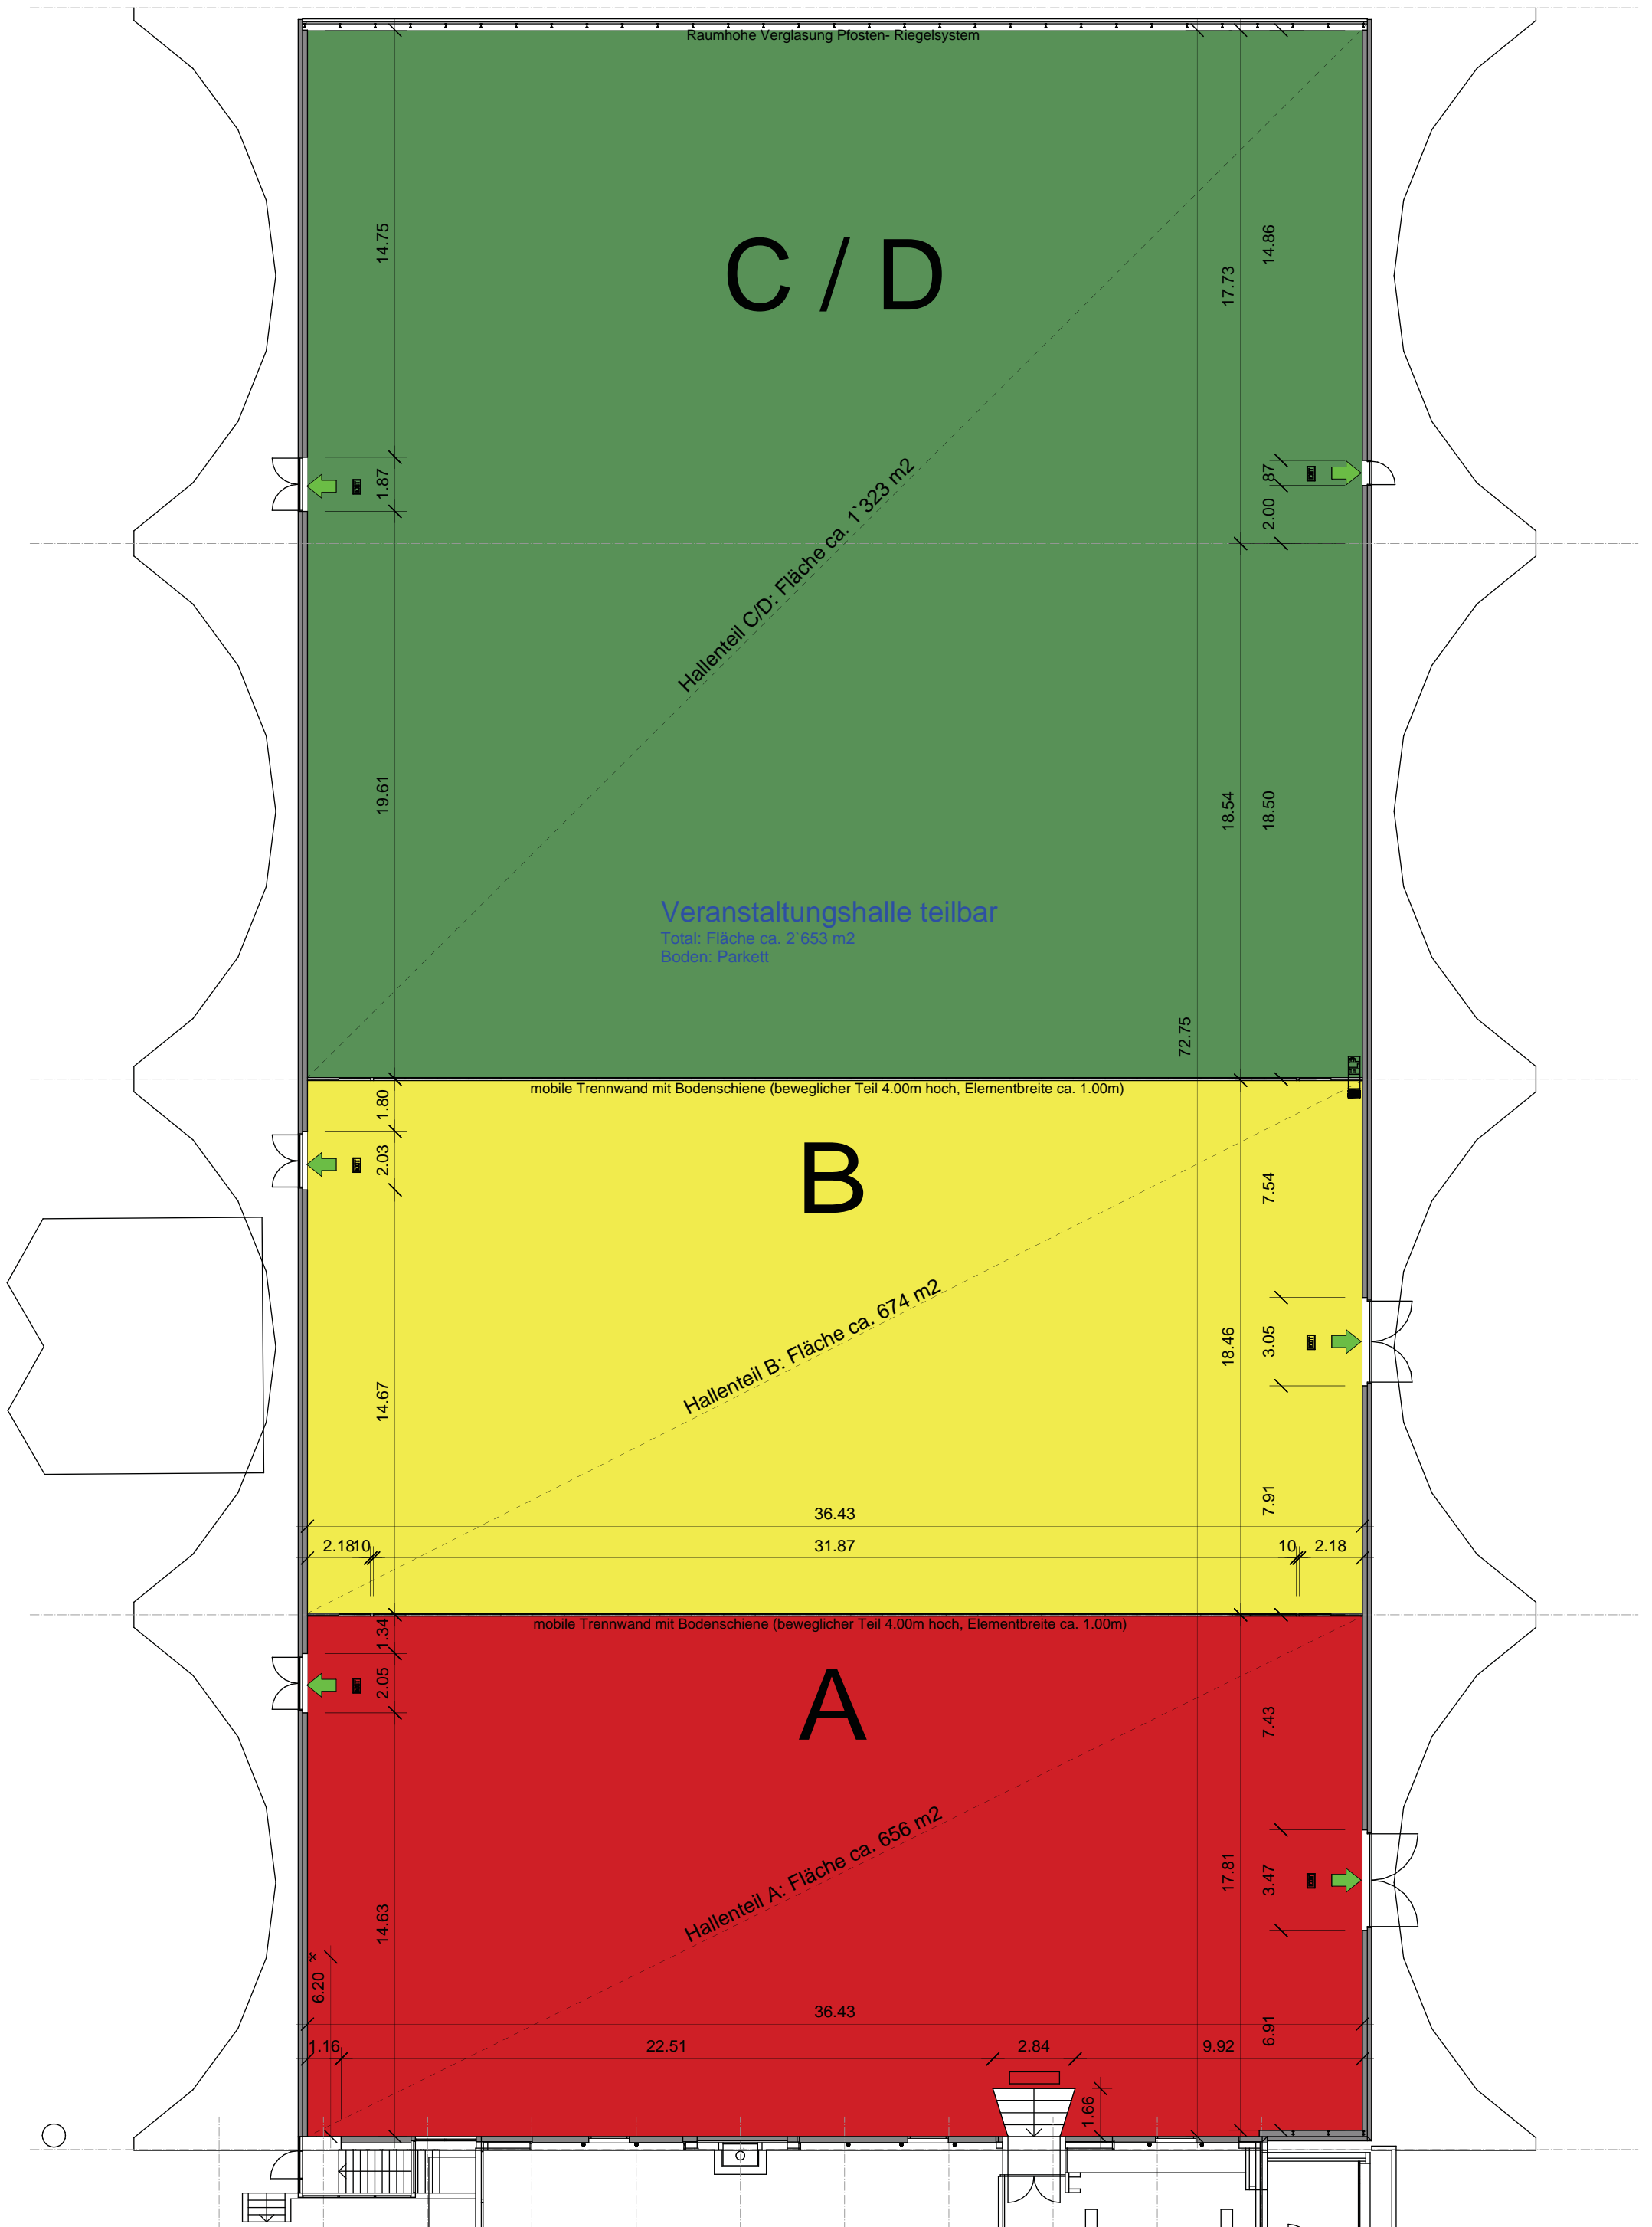 Raumhohe Verglasung Pfosten- Riegelsystem
14.75
C / D
17.73
14.86
Hallenteil C/D: Fläche ca. 1`323 m2
1.87
87
2.00
19.61
18.54
18.50
Veranstaltungshalle teilbar
Total: Fläche ca. 2`653 m2
Boden: Parkett
72.75
mobile Trennwand mit Bodenschiene (beweglicher Teil 4.00m hoch, Elementbreite ca. 1.00m)
1.80
2.03
B
7.54
Hallenteil B: Fläche ca. 674 m2
18.46
3.05
14.67
7.91
36.43
2.18 10 31.87 10 2.18
mobile Trennwand mit Bodenschiene (beweglicher Teil 4.00m hoch, Elementbreite ca. 1.00m)
1.34
2.05
A
7.43
Hallenteil A: Fläche ca. 656 m2
17.81
3.47
14.63
6.20
36.43
6.91
1.16 22.51 2.84 9.92
1.66